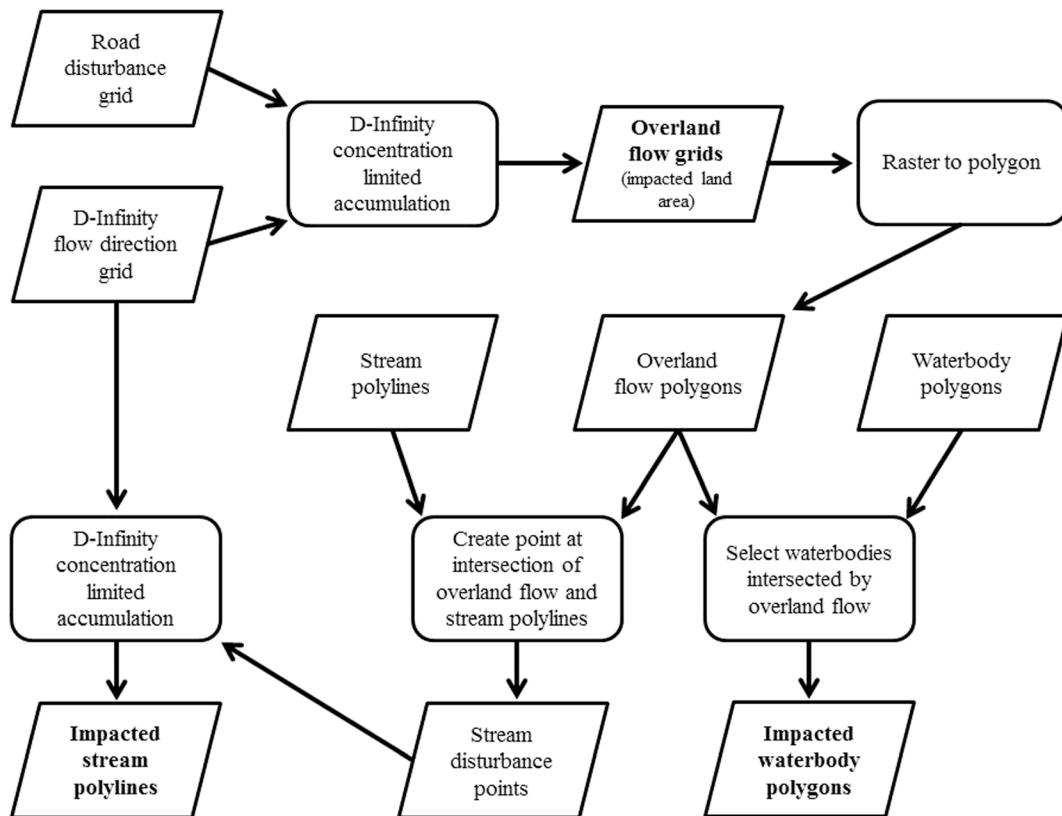 Road
disturbance
grid
D-Infinity
concentration
limited
accumulation
Overland
flow grids
(impacted land
area)
Raster to polygon
D-Infinity
flow direction
grid
Stream
polylines
Overland
flow polygons
Waterbody
polygons
D-Infinity
concentration
limited
accumulation
Create point at
intersection of
overland flow and
stream polylines
Select waterbodies
intersected by
overland flow
Impacted
stream
polylines
Stream
disturbance
points
Impacted
waterbody
polygons